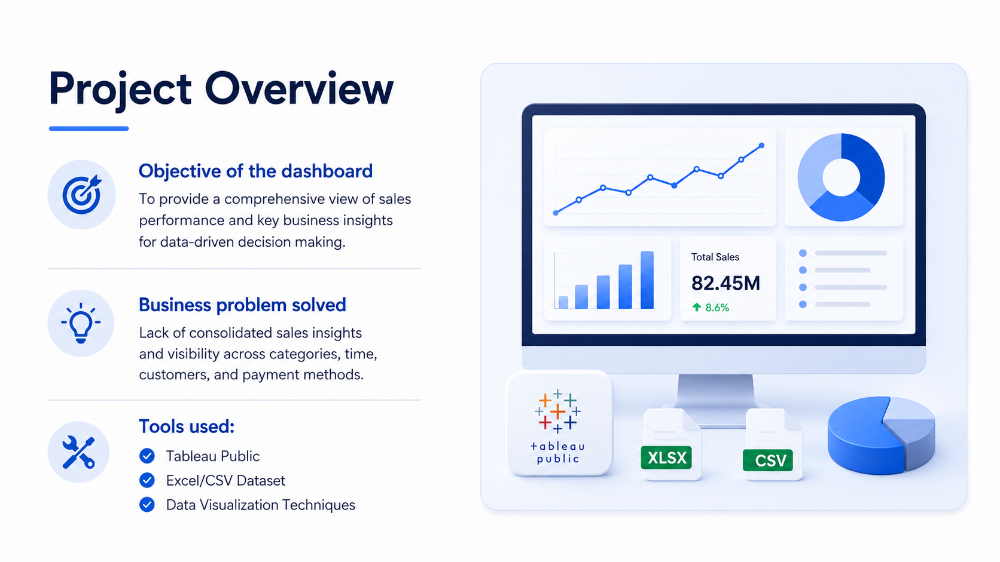 Project Overview
Objective of the dashboard
To provide a comprehensive view of sales
performance and key business insights
for data-driven decision making.
Business problem solved
Lack of consolidated sales insights
and visibility across categories, time,
customers, and payment methods.
Tools used:
Tableau Public
Excel/CSV Dataset
Data Visualization Techniques
Total Sales
82.45M
8.6%
+ableau
public
XLSX
CSV